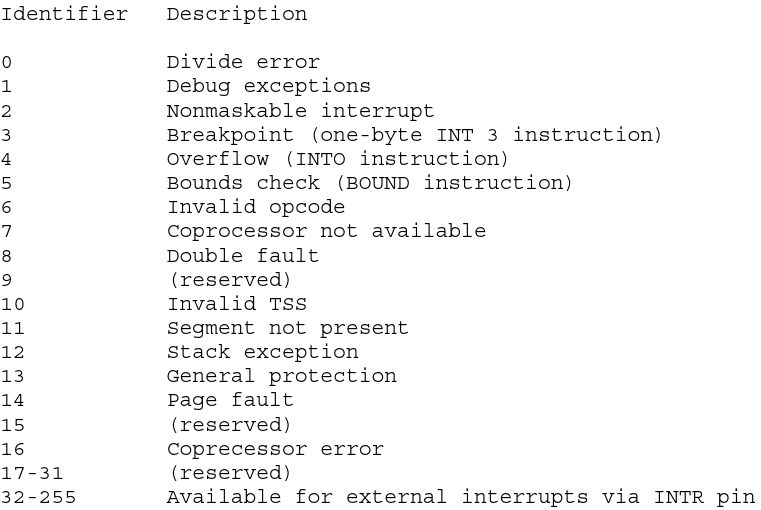 Identifier Description
0 Divide error
1 Debug exceptions
2 Nonmaskable interrupt
3 Breakpoint (one-byte INT 3 instruction)
4 Overflow (INTO instruction)
5 Bounds check (BOUND instruction)
6 Invalid opcode
7 Coprocessor not available
8 Double fault
9 (reserved)
10 Invalid TSS
11 Segment not present
12 Stack exception
13 General protection
14 Page fault
15 (reserved)
16 Coprecessor error
17-31 (reserved)
32-255 Available for external interrupts via INTR pin